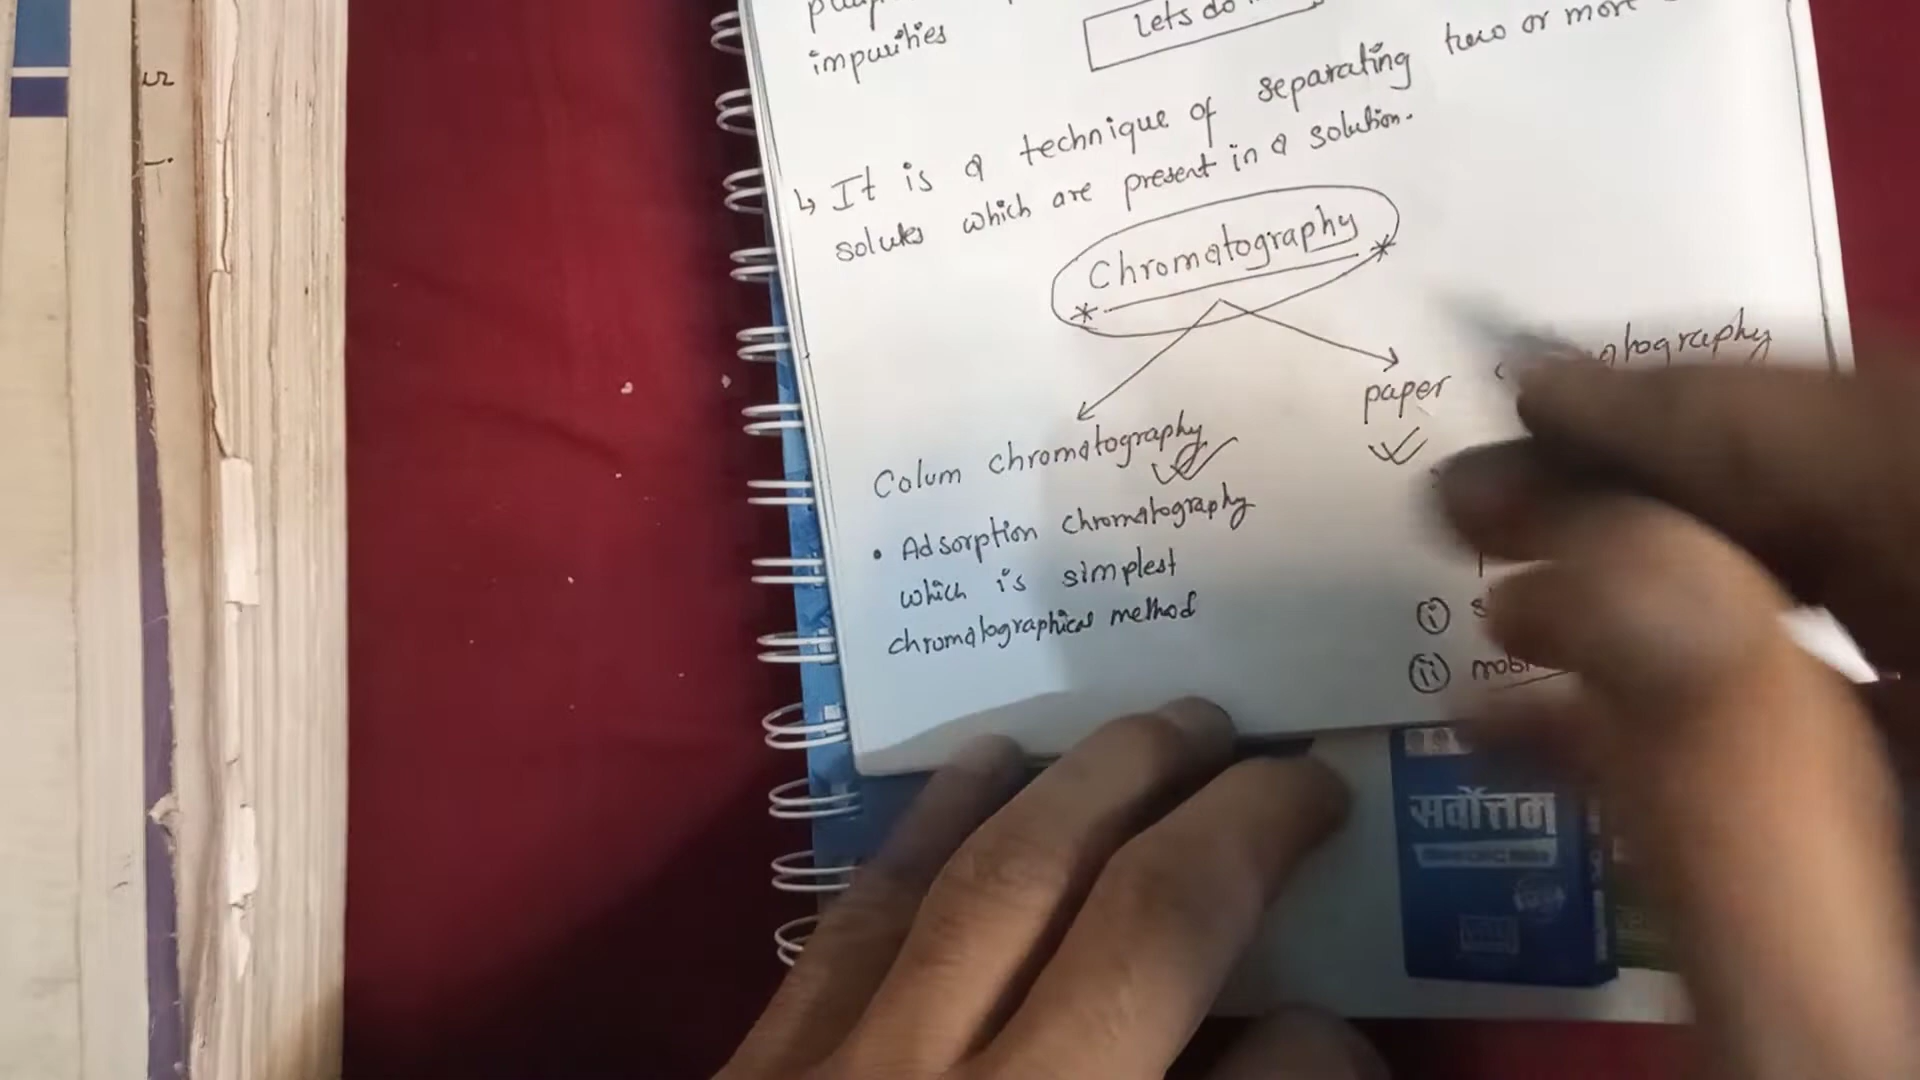 impurities
Lets do
↳ It is a technique of separating two or more
solutes which are present in a solution.
Chromatography
Colum chromatography
paper
• Adsorption chromatography
which is simplest
chromatographical method
(i)
(ii)
सर्वोत्तम